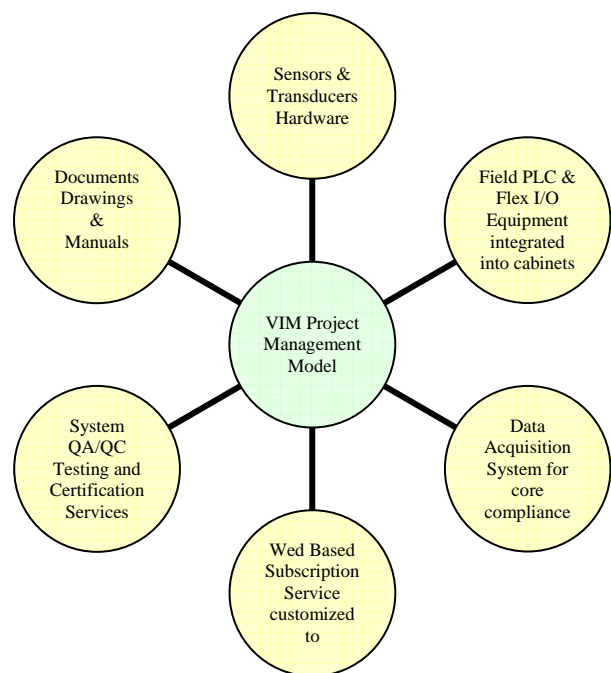 Sensors &
Transducers
Hardware
Documents
Drawings
&
Manuals
Field PLC &
Flex I/O
Equipment
integrated
into cabinets
VIM Project
Management
Model
System
QA/QC
Testing and
Certification
Services
Data
Acquisition
System for
core
compliance
Wed Based
Subscription
Service
customized
to